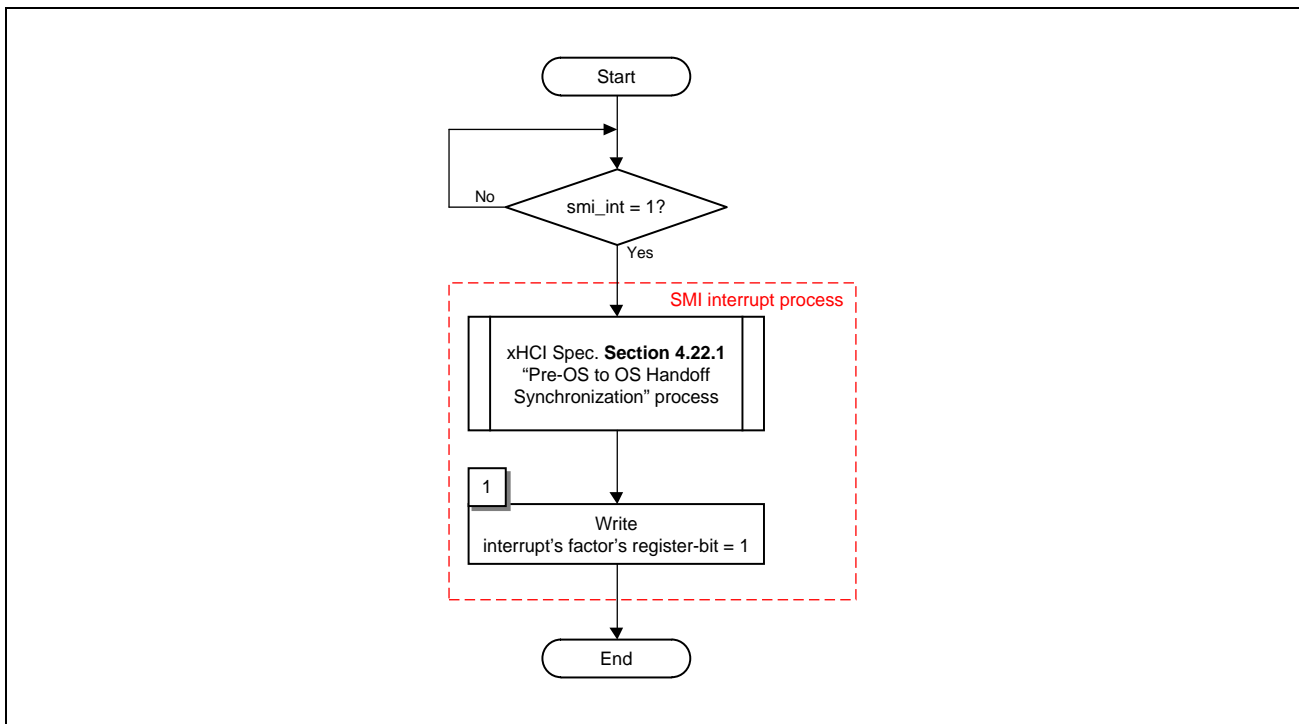 Start
No
smi_int = 1?
Yes
SMI interrupt process
xHCI Spec. Section 4.22.1
“Pre-OS to OS Handoff
Synchronization” process
1
Write
interrupt’s factor’s register-bit = 1
End